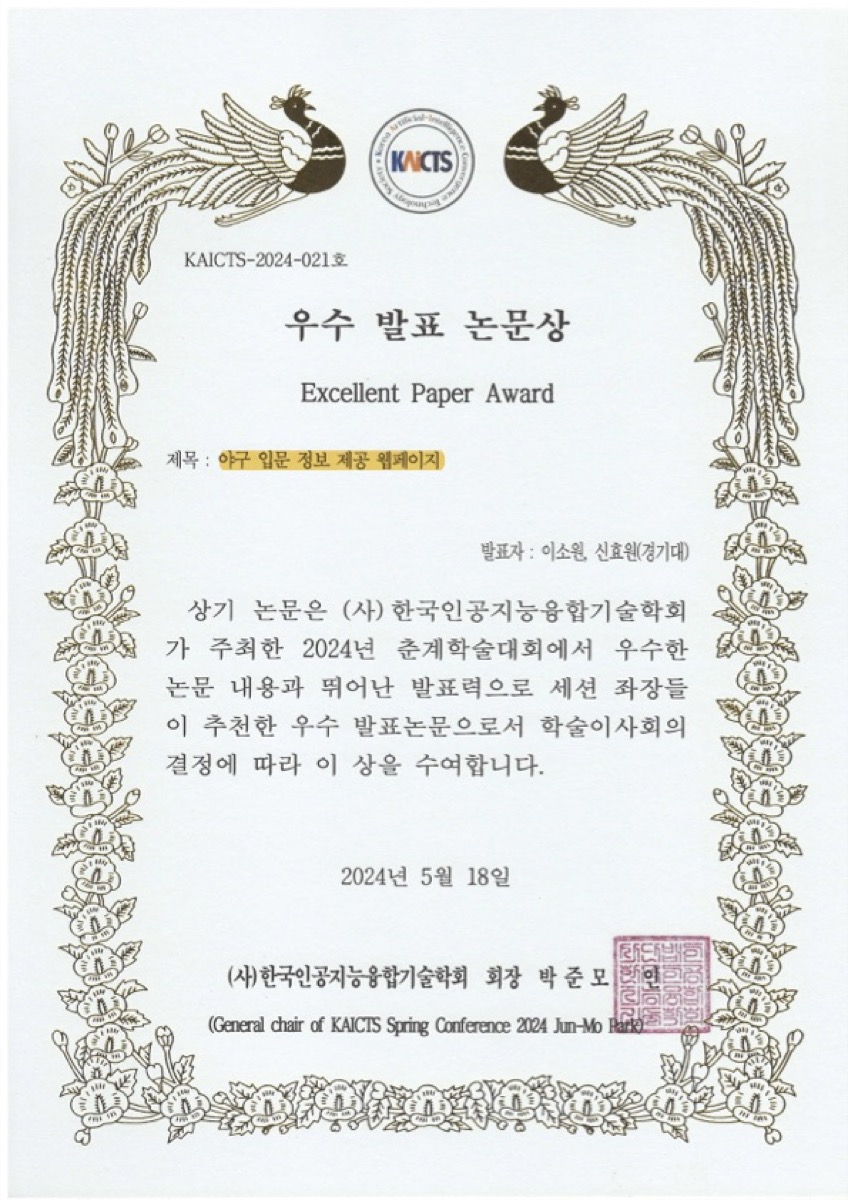 Korea Artificial-Intelligence Convergence Technology Society
KAICTS
KAICTS-2024-021호
우수 발표 논문상
Excellent Paper Award
제목 : 야구 입문 정보 제공 웹페이지
발표자 : 이소원, 신효원(경기대)
상기 논문은 (사)한국인공지능융합기술학회
가 주최한 2024년 춘계학술대회에서 우수한
논문 내용과 뛰어난 발표력으로 세션 좌장들
이 추천한 우수 발표논문으로서 학술이사회의
결정에 따라 이 상을 수여합니다.
2024년 5월 18일
(사)한국인공지능융합기술학회 회장 박 준 모 인
(General chair of KAICTS Spring Conference 2024 Jun-Mo Park)